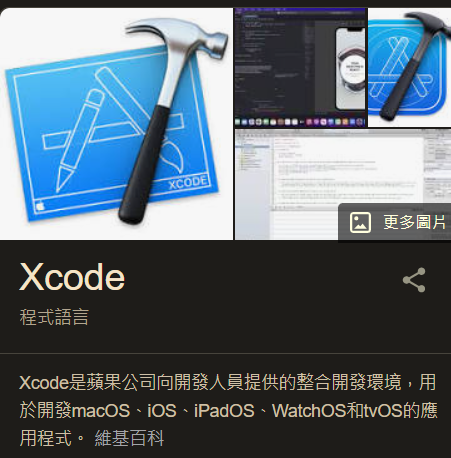 XCODE
更多圖片
Xcode
程式語言
Xcode是蘋果公司向開發人員提供的整合開發環境，用
於開發macOS、iOS、iPadOS、WatchOS和tvOS的應
用程式。 維基百科